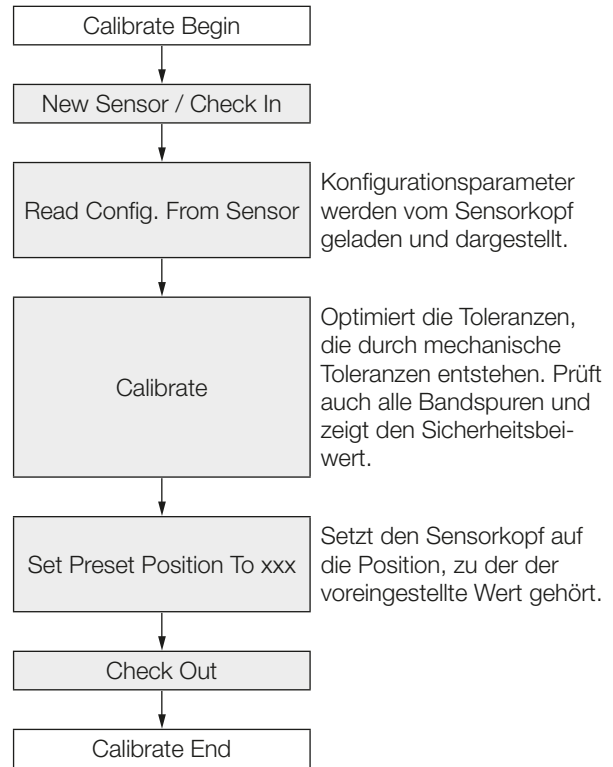 Calibrate Begin
New Sensor / Check In
Read Config. From Sensor
Konfigurationsparameter
werden vom Sensorkopf
geladen und dargestellt.
Calibrate
Optimiert die Toleranzen,
die durch mechanische
Toleranzen entstehen. Prüft
auch alle Bandspuren und
zeigt den Sicherheitsbei-
wert.
Set Preset Position To xxx
Setzt den Sensorkopf auf
die Position, zu der der
voreingestellte Wert gehört.
Check Out
Calibrate End